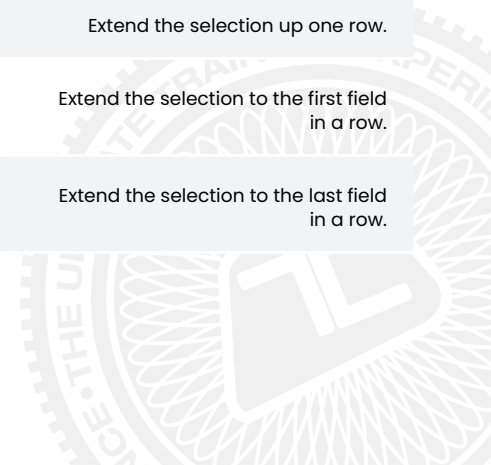 Extend the selection up one row.
Extend the selection to the first field
in a row.
Extend the selection to the last field
in a row.